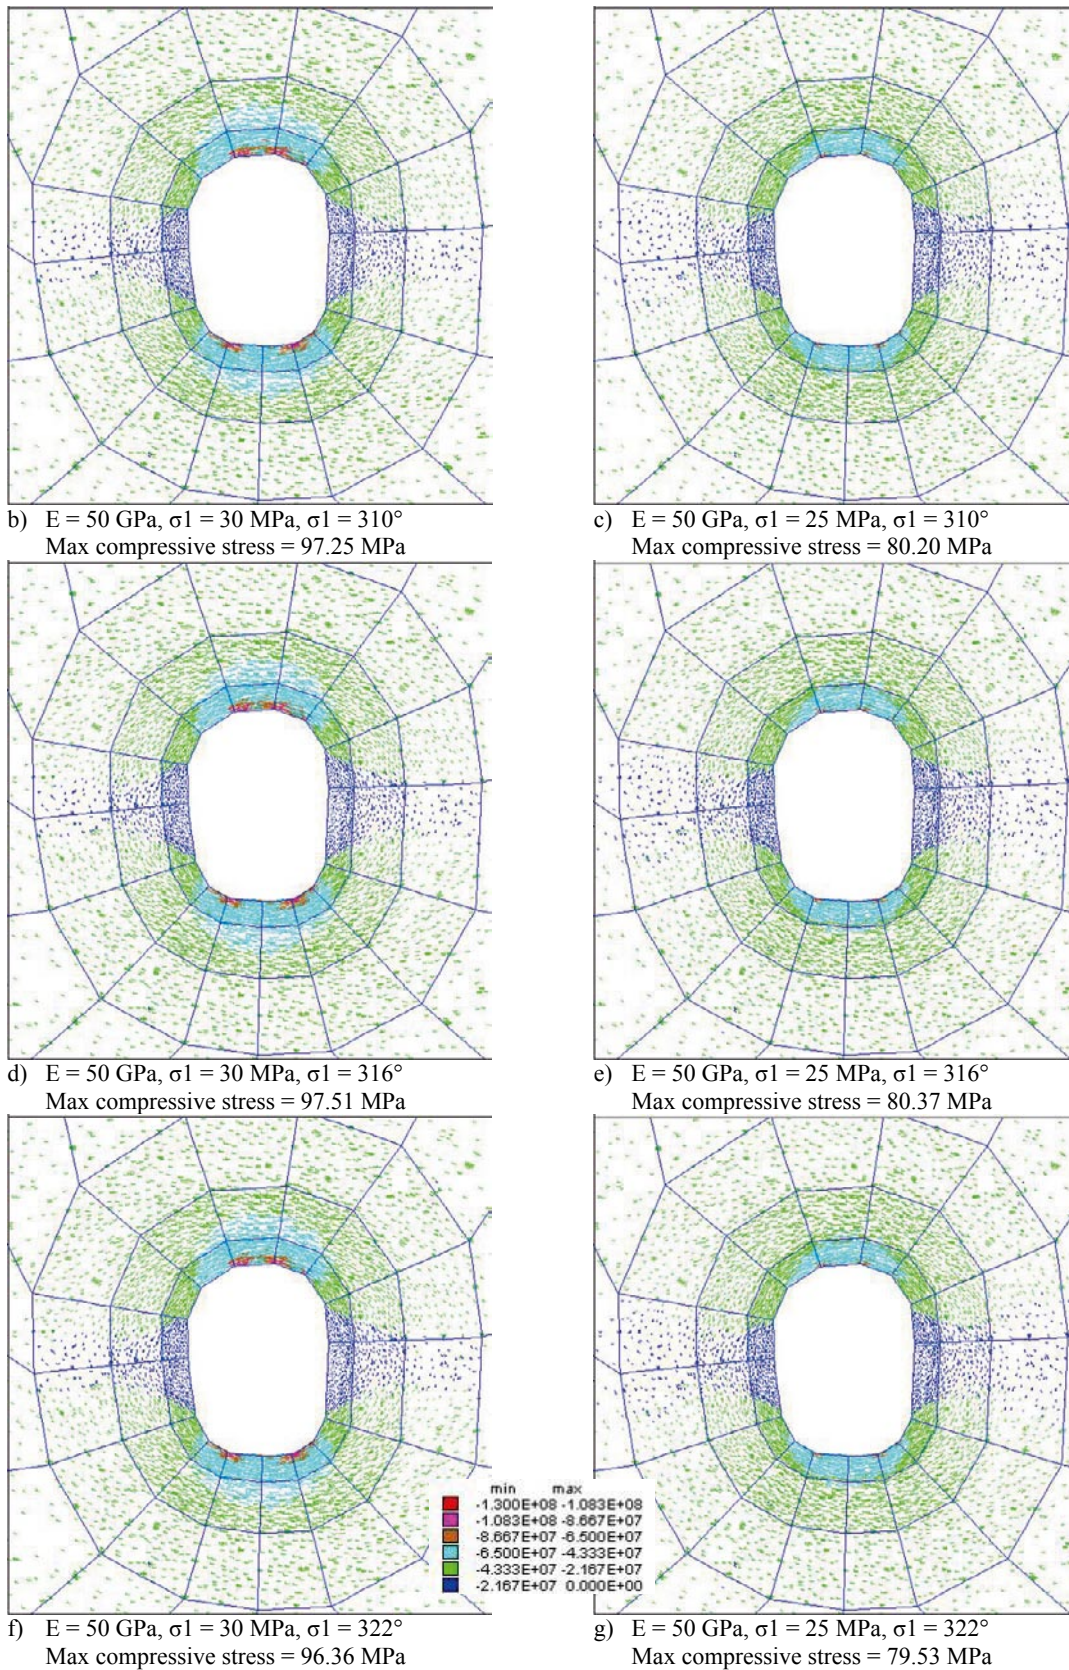 b) E = 50 GPa, σ1 = 30 MPa, σ1 = 310°
Max compressive stress = 97.25 MPa
c) E = 50 GPa, σ1 = 25 MPa, σ1 = 310°
Max compressive stress = 80.20 MPa
d) E = 50 GPa, σ1 = 30 MPa, σ1 = 316°
Max compressive stress = 97.51 MPa
e) E = 50 GPa, σ1 = 25 MPa, σ1 = 316°
Max compressive stress = 80.37 MPa
min max
-1.300E+08 -1.083E+08
-1.083E+08 -8.667E+07
-8.667E+07 -6.500E+07
-6.500E+07 -4.333E+07
-4.333E+07 -2.167E+07
-2.167E+07 0.000E+00
f) E = 50 GPa, σ1 = 30 MPa, σ1 = 322°
Max compressive stress = 96.36 MPa
g) E = 50 GPa, σ1 = 25 MPa, σ1 = 322°
Max compressive stress = 79.53 MPa